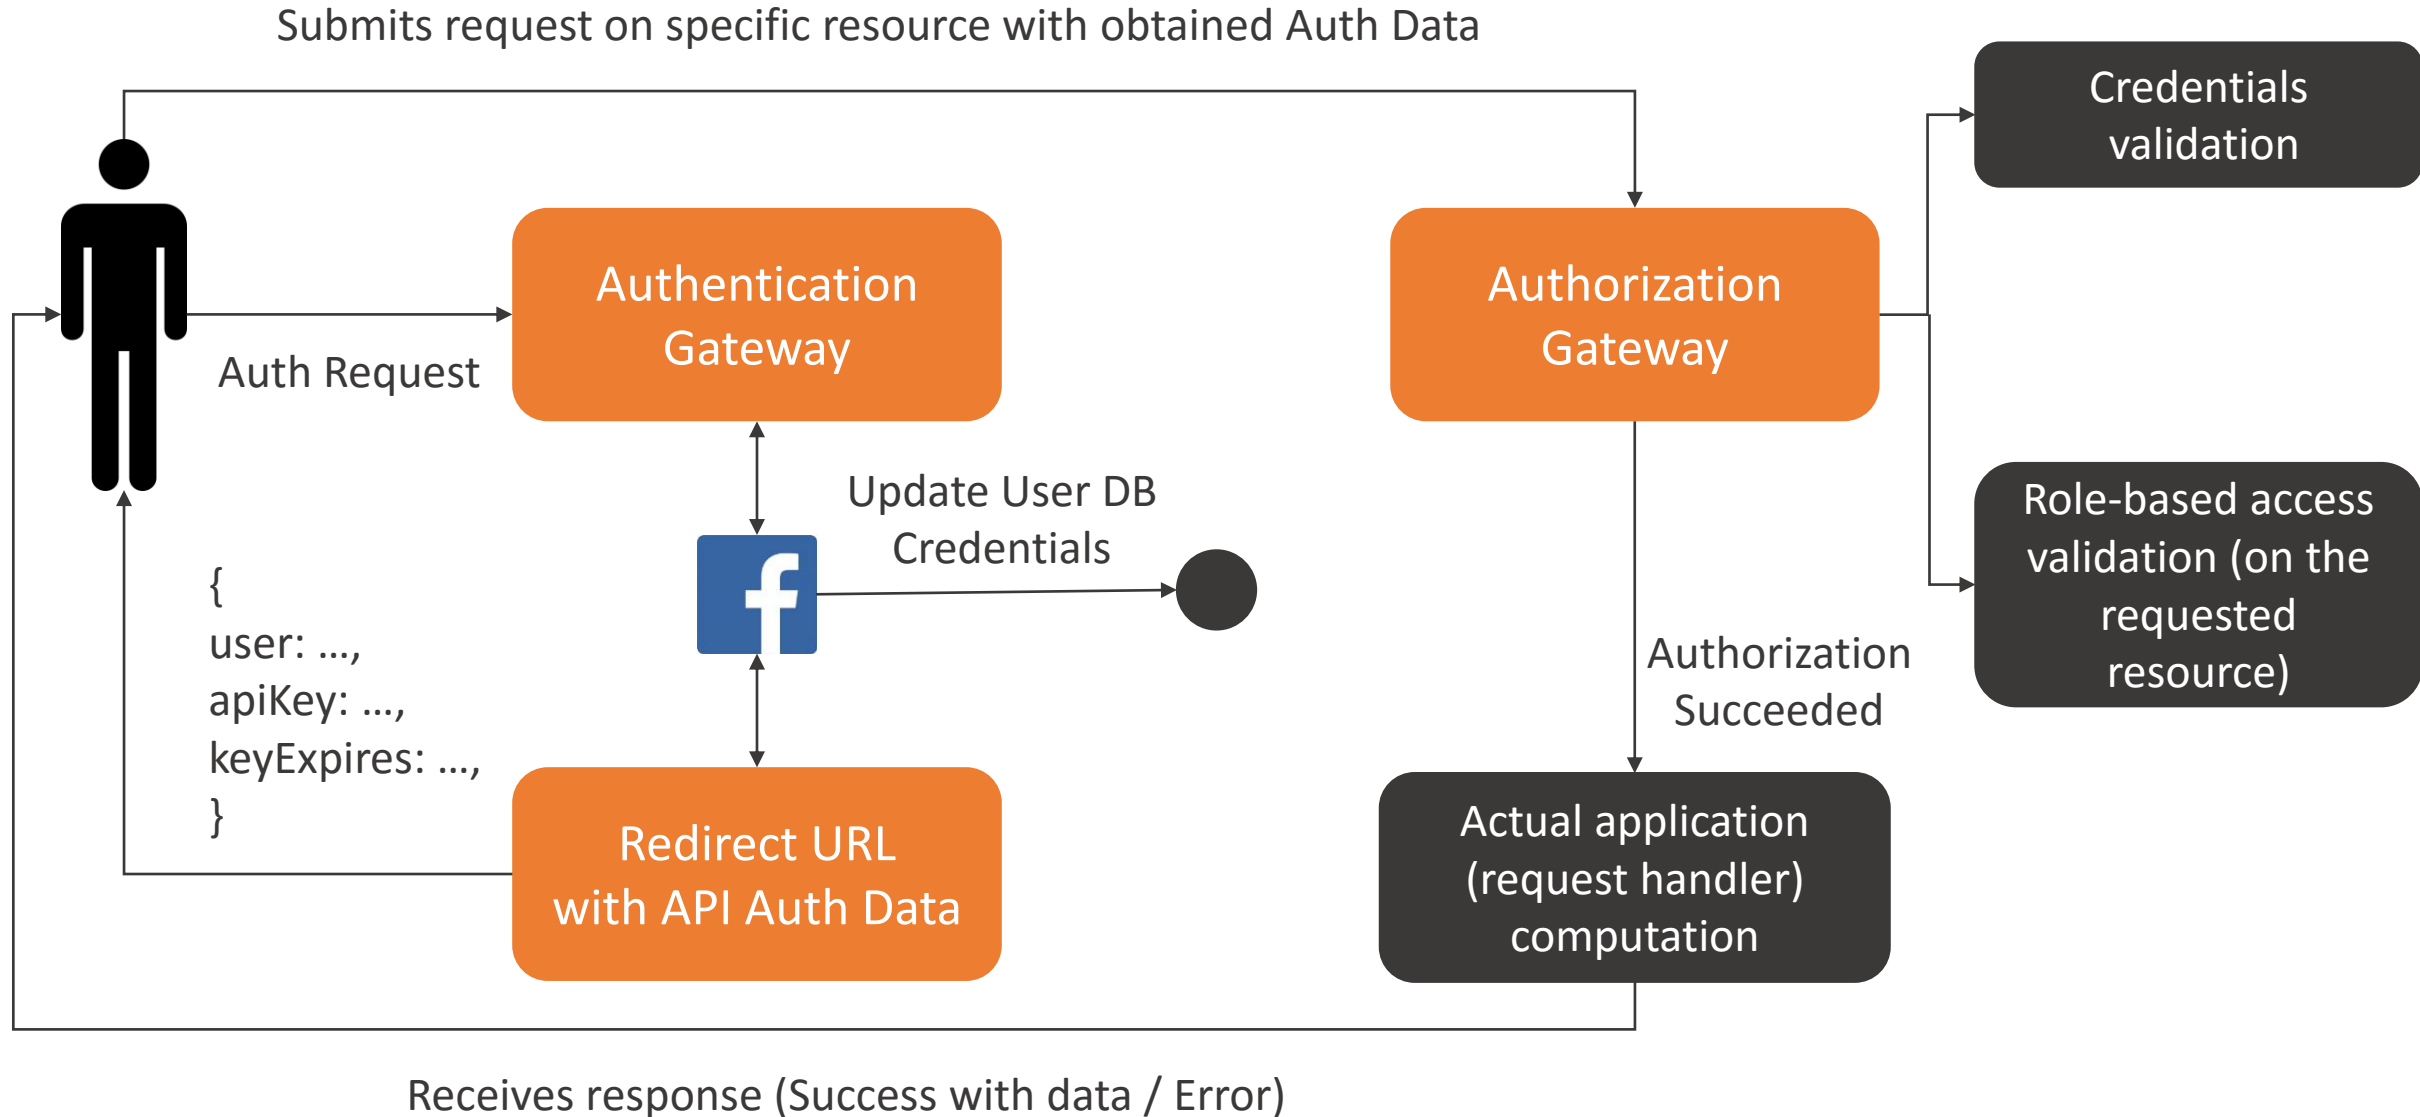 Submits request on specific resource with obtained Auth Data
Credentials
validation
Authentication
Gateway
Authorization
Gateway
Auth Request
Update User DB
Credentials
Role-based access
validation (on the
requested
resource)
{
user: ...,
apiKey: ...,
keyExpires: ...,
}
Authorization
Succeeded
Redirect URL
with API Auth Data
Actual application
(request handler)
computation
Receives response (Success with data / Error)